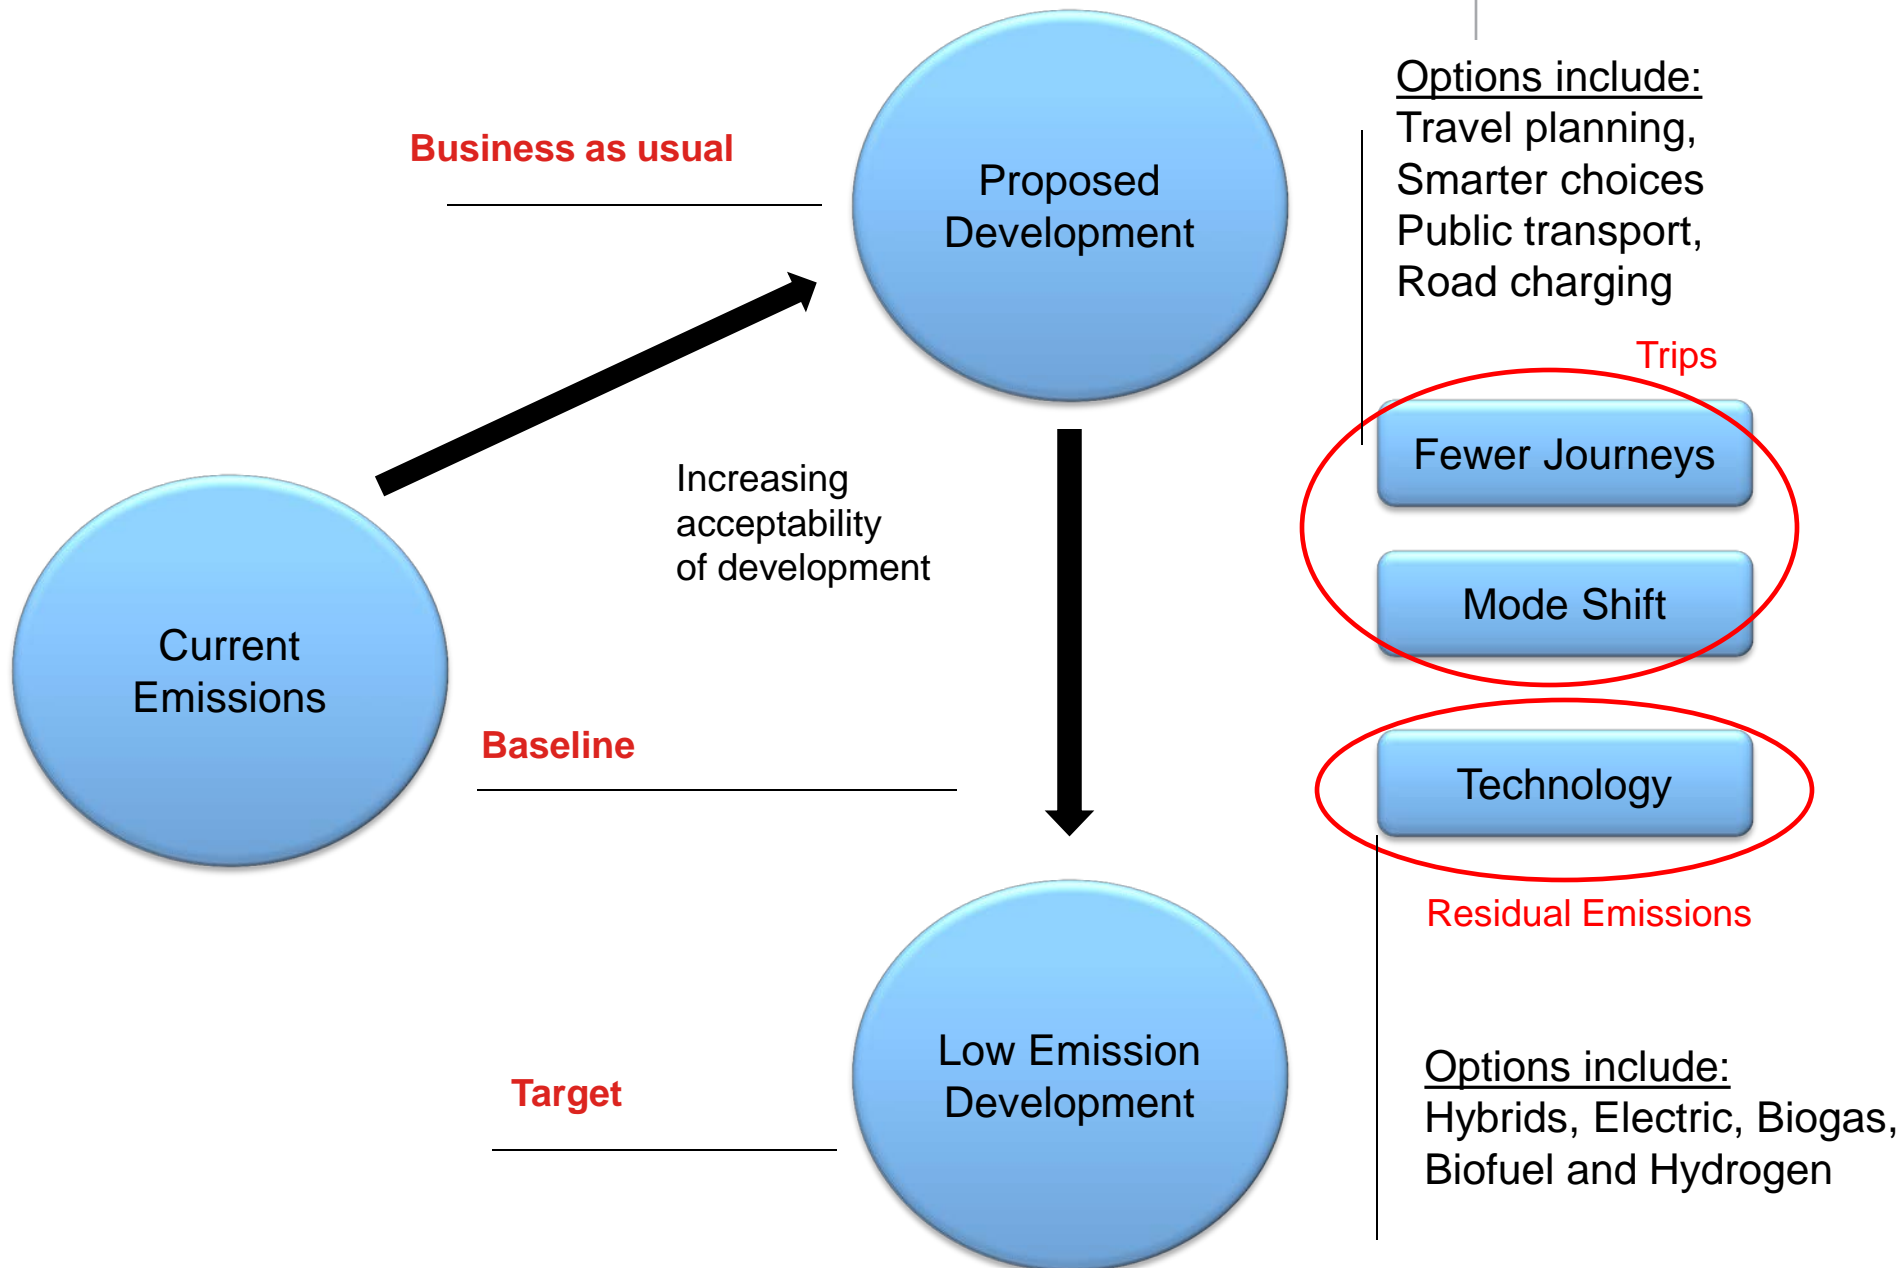 Business as usual
Proposed
Development
Options include:
Travel planning,
Smarter choices
Public transport,
Road charging
Trips
Fewer Journeys
Mode Shift
Increasing
acceptability
of development
Current
Emissions
Baseline
Technology
Residual Emissions
Target
Low Emission
Development
Options include:
Hybrids, Electric, Biogas,
Biofuel and Hydrogen